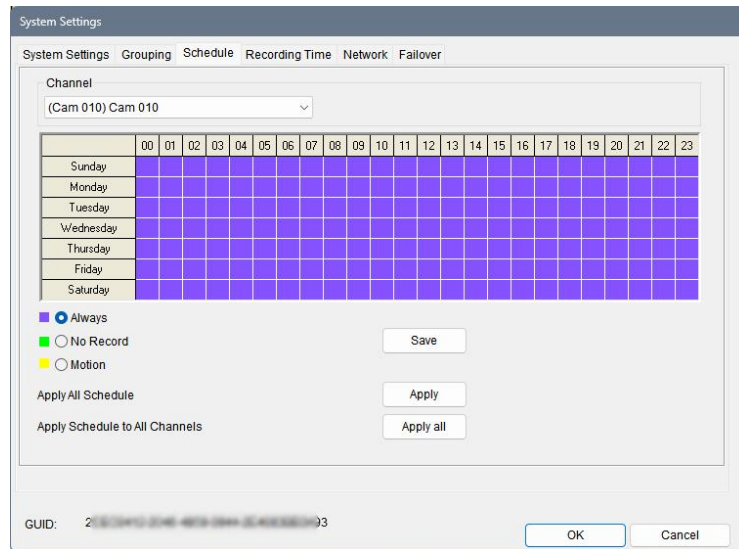 System Settings
System Settings Grouping Schedule Recording Time Network Failover
Channel
(Cam 010) Cam 010
00 01 02 03 04 05 06 07 08 09 10 11 12 13 14 15 16 17 18 19 20 21 22 23
Sunday
Monday
Tuesday
Wednesday
Thursday
Friday
Saturday
Always
No Record
Save
Motion
Apply All Schedule
Apply
Apply Schedule to All Channels
Apply all
GUID:
OK Cancel